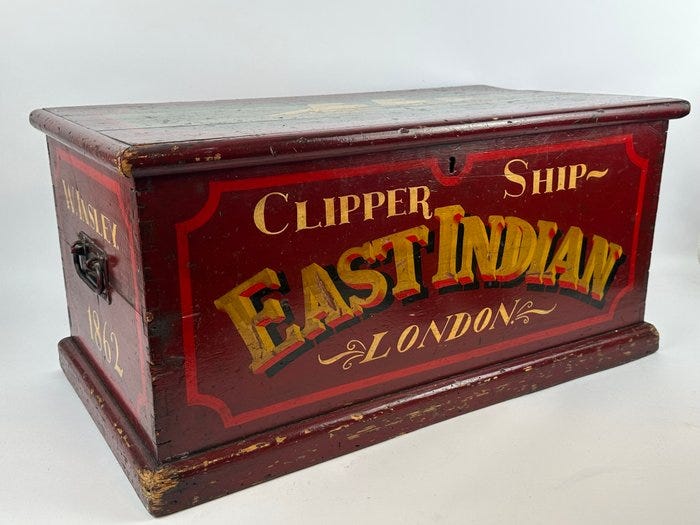 CLIPPER SHIP~
EAST INDIAN
LONDON.
1862